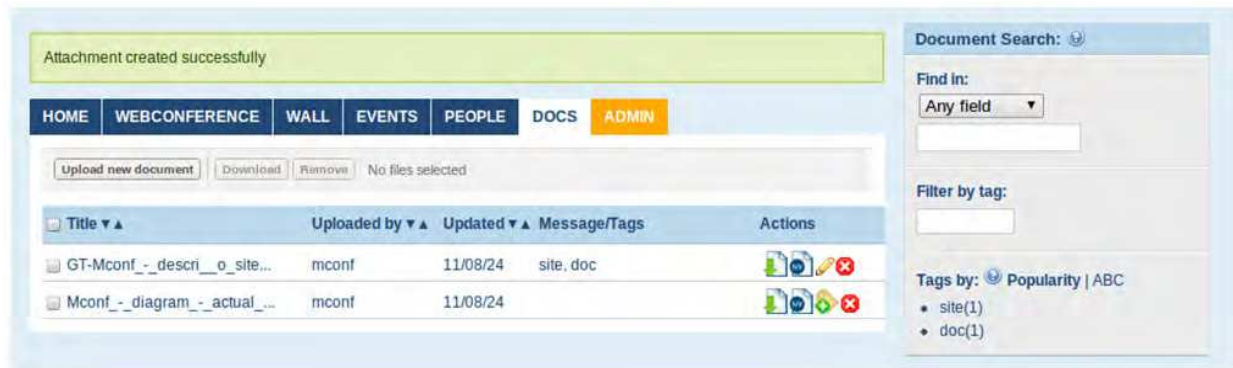 Attachment created successfully
HOME WEBCONFERENCE WALL EVENTS PEOPLE DOCS ADMIN
Upload new document Download Remove No files selected
Title ▼▲ Uploaded by ▼▲ Updated ▼▲ Message/Tags Actions
GT-Mconf_-_descri__o_site... mconf 11/08/24 site, doc
Mconf_-_diagram_-_actual_... mconf 11/08/24
Document Search:
Find in:
Any field ▼
Filter by tag:
Tags by: Popularity | ABC
• site(1)
• doc(1)